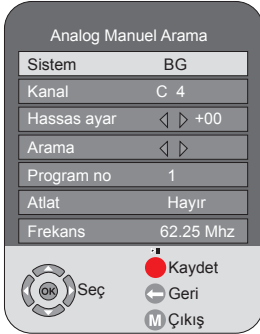 Analog Manuel Arama
Sistem BG
Kanal C 4
Hassas ayar +00
Arama
Program no 1
Atlat Hayır
Frekans 62.25 Mhz
Kaydet
OK Seç
Geri
M Çıkış